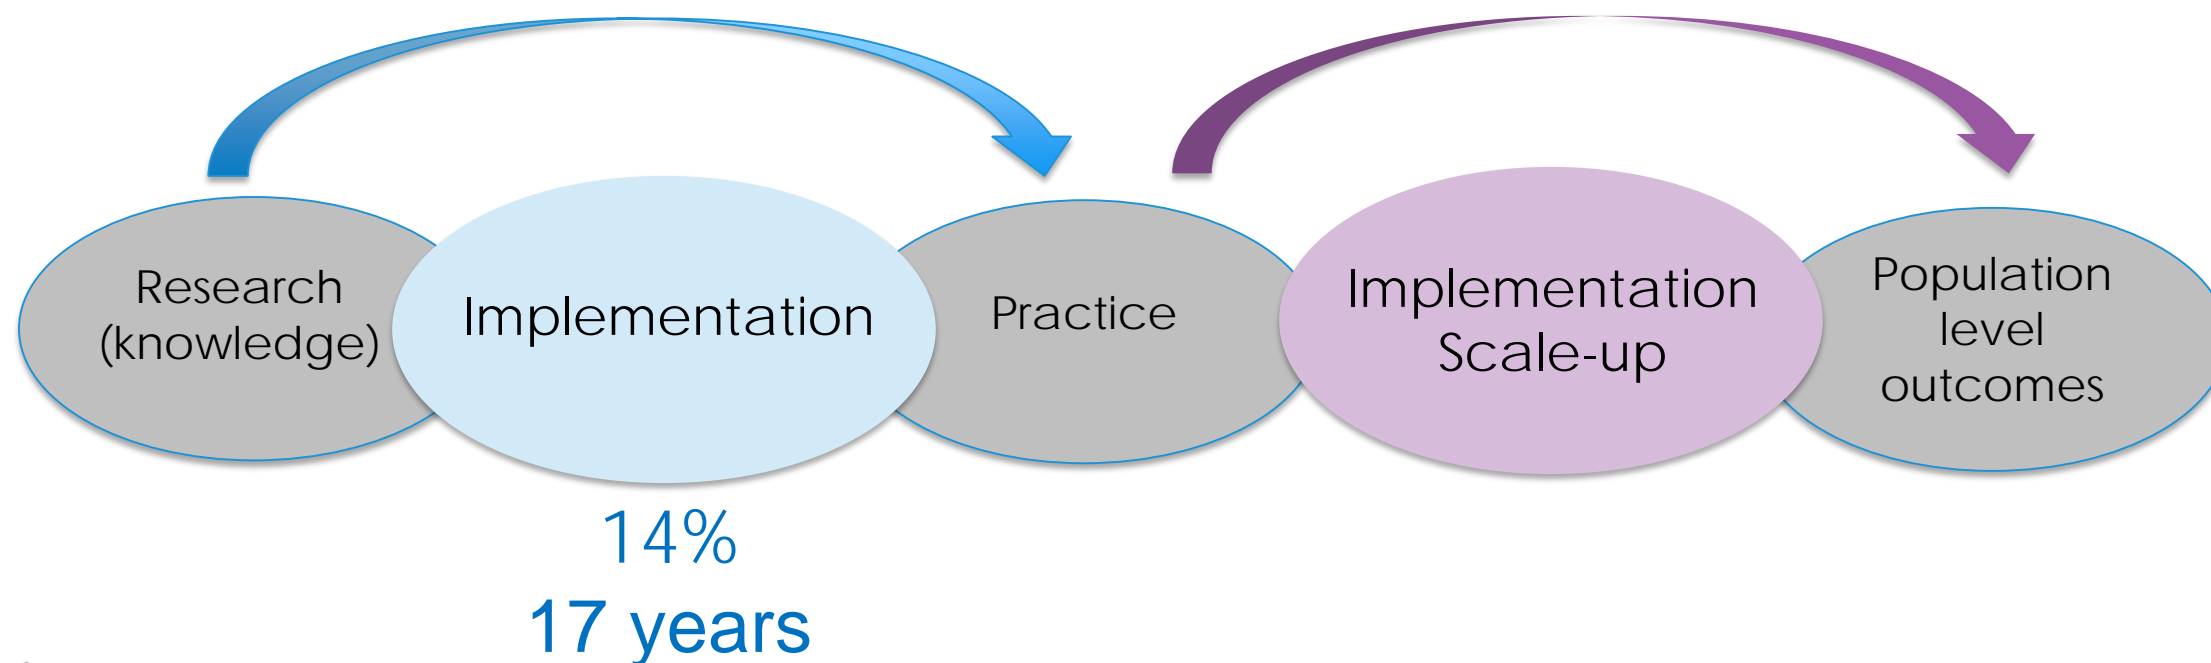 Research
(knowledge)
Implementation
Practice
Implementation
Scale-up
Population
level
outcomes
14%
17 years